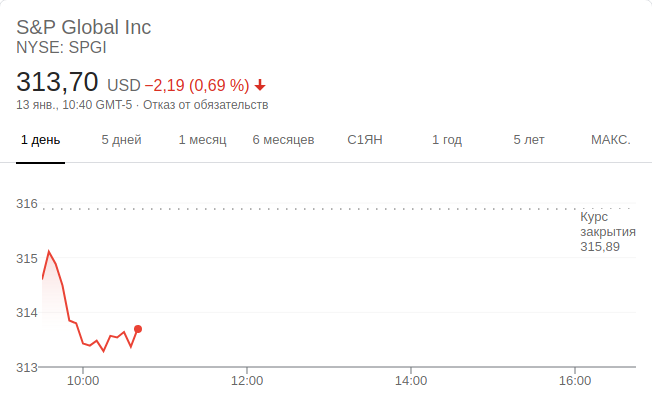 S&P Global Inc
NYSE: SPGI
313,70 USD −2,19 (0,69 %)
13 янв., 10:40 GMT-5 · Отказ от обязательств
1 день 5 дней 1 месяц 6 месяцев С1ЯН 1 год 5 лет МАКС.
316
Курс
закрытия
315,89
315
314
313
10:00 12:00 14:00 16:00